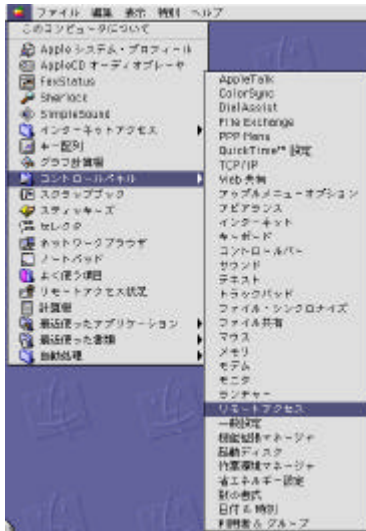 ファイル 編集 表示 特別 ヘルプ
このコンピュータについて
Apple システム・プロフィール
AppleCD オーディオプレーヤ
FaxStatus
Sherlock
SimpleSound
インターネットアクセス
キー配列
グラフ計算機
コントロールパネル
スクラップブック
スティッキーズ
セレクタ
ネットワークブラウザ
ノートパッド
よく使う項目
リモートアクセス状況
計算機
最近使ったアプリケーション
最近使った書類
自動処理
AppleTalk
ColorSync
DialAssist
File Exchange
PPP Menu
QuickTime™ 設定
TCP/IP
Web 共有
アップルメニューオプション
アピアランス
インターネット
キーボード
コントロールバー
サウンド
テキスト
トラックパッド
ファイル・シンクロナイズ
ファイル共有
マウス
メモリ
モデム
モニタ
ランチャー
リモートアクセス
一般設定
機能拡張マネージャ
起動ディスク
作業環境マネージャ
省エネルギー設定
数の書式
日付 & 時刻
利用者 & グループ